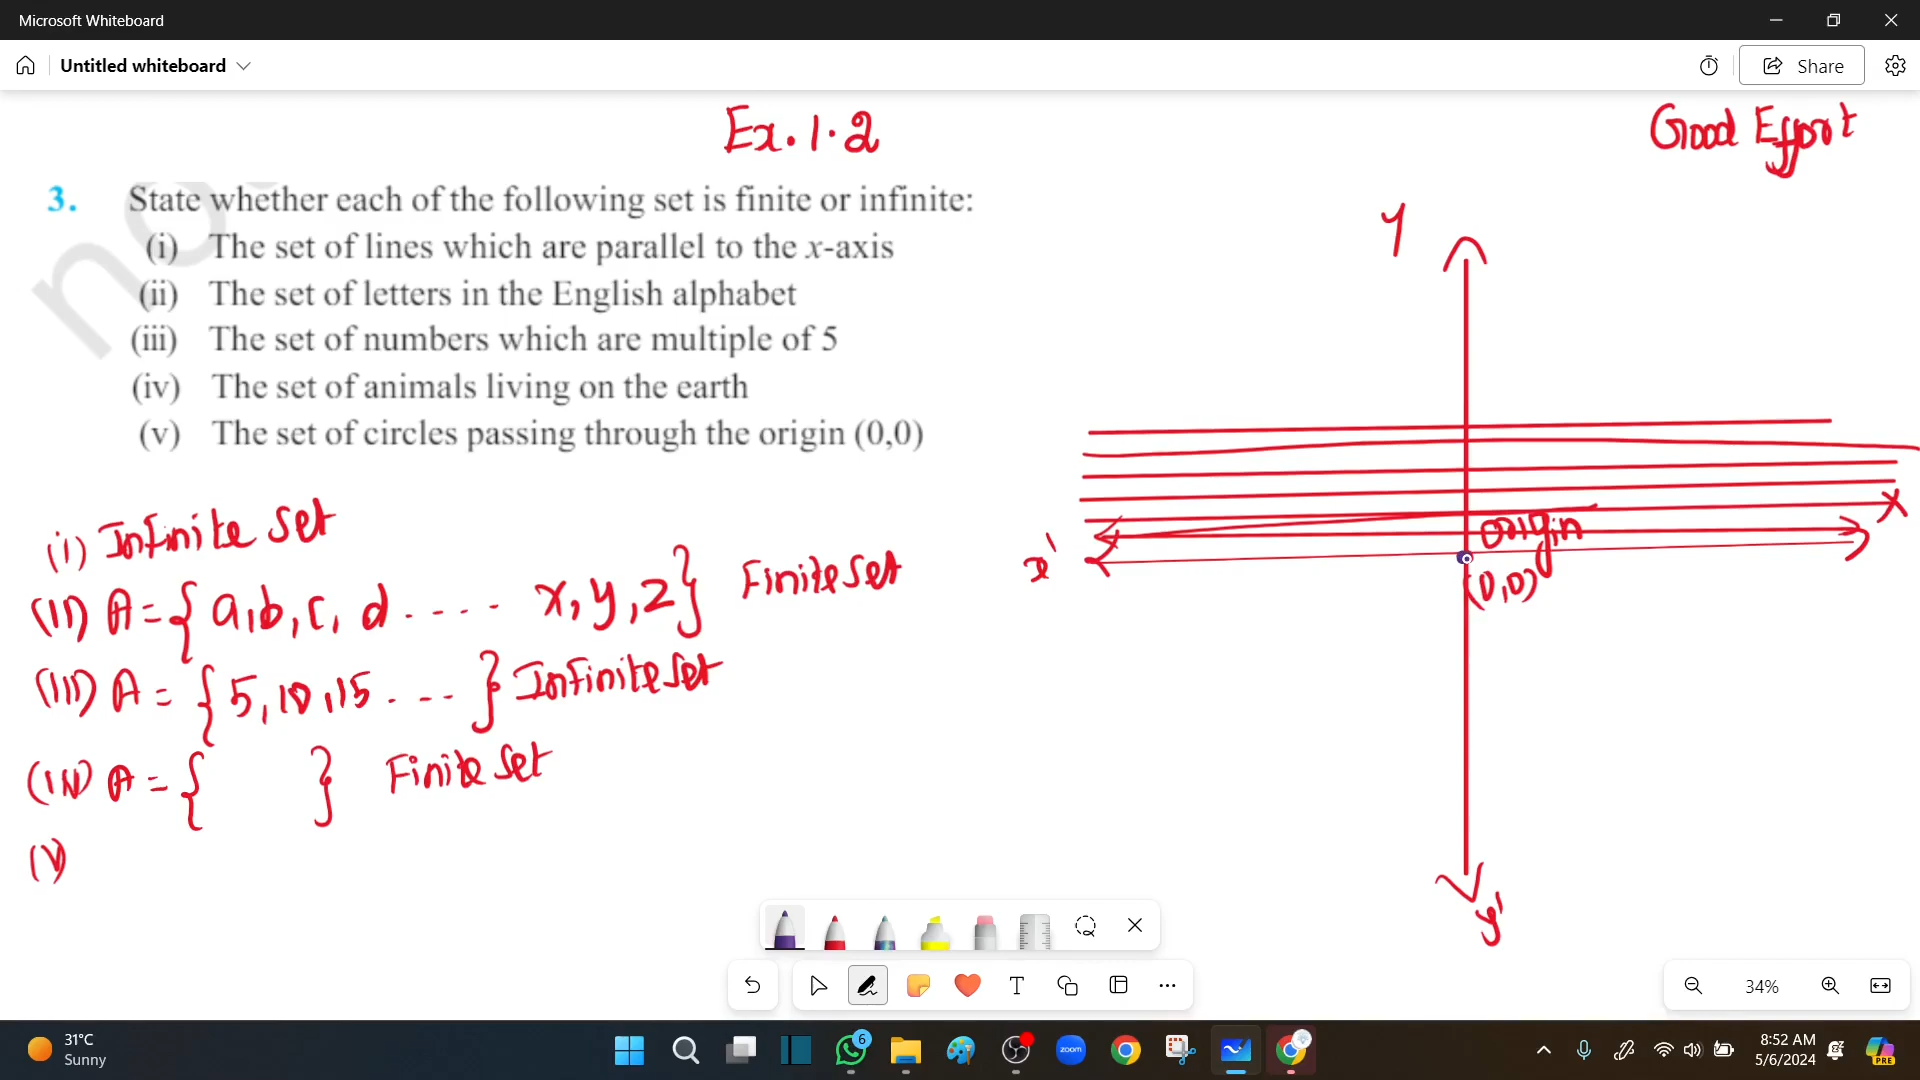 Microsoft Whiteboard
Untitled whiteboard
Share
Ex. 1.2
Good Effort
3. State whether each of the following set is finite or infinite:
(i) The set of lines which are parallel to the x-axis
(ii) The set of letters in the English alphabet
(iii) The set of numbers which are multiple of 5
(iv) The set of animals living on the earth
(v) The set of circles passing through the origin (0,0)
no
(i) Infinite Set
(ii) A = { a, b, c, d . . . . . x, y, z } Finite Set
(iii) A = { 5, 10, 15 . . . . } Infinite Set
(iv) A = { } Finite Set
(v)
Y
X
x'
Origin
(0,0)
y'
34%
31°C
Sunny
6
zoom
8:52 AM
5/6/2024
PRE